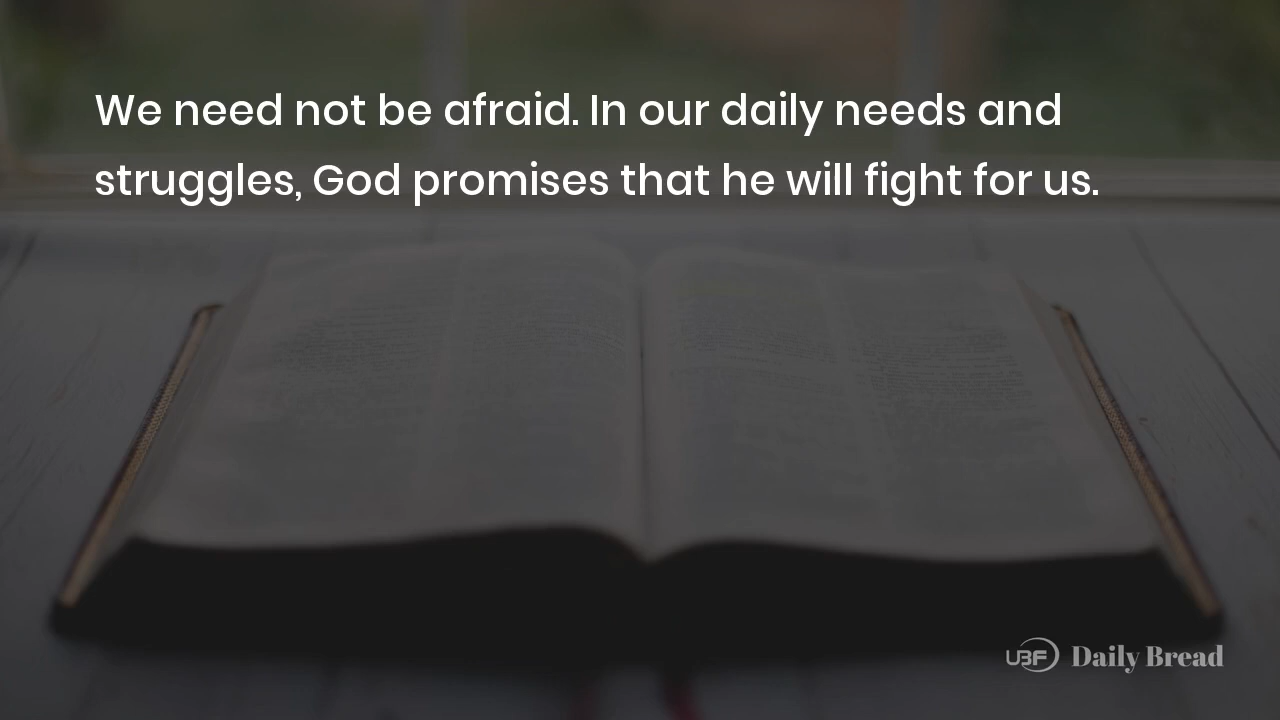 We need not be afraid. In our daily needs and
struggles, God promises that he will fight for us.
UBF Daily Bread